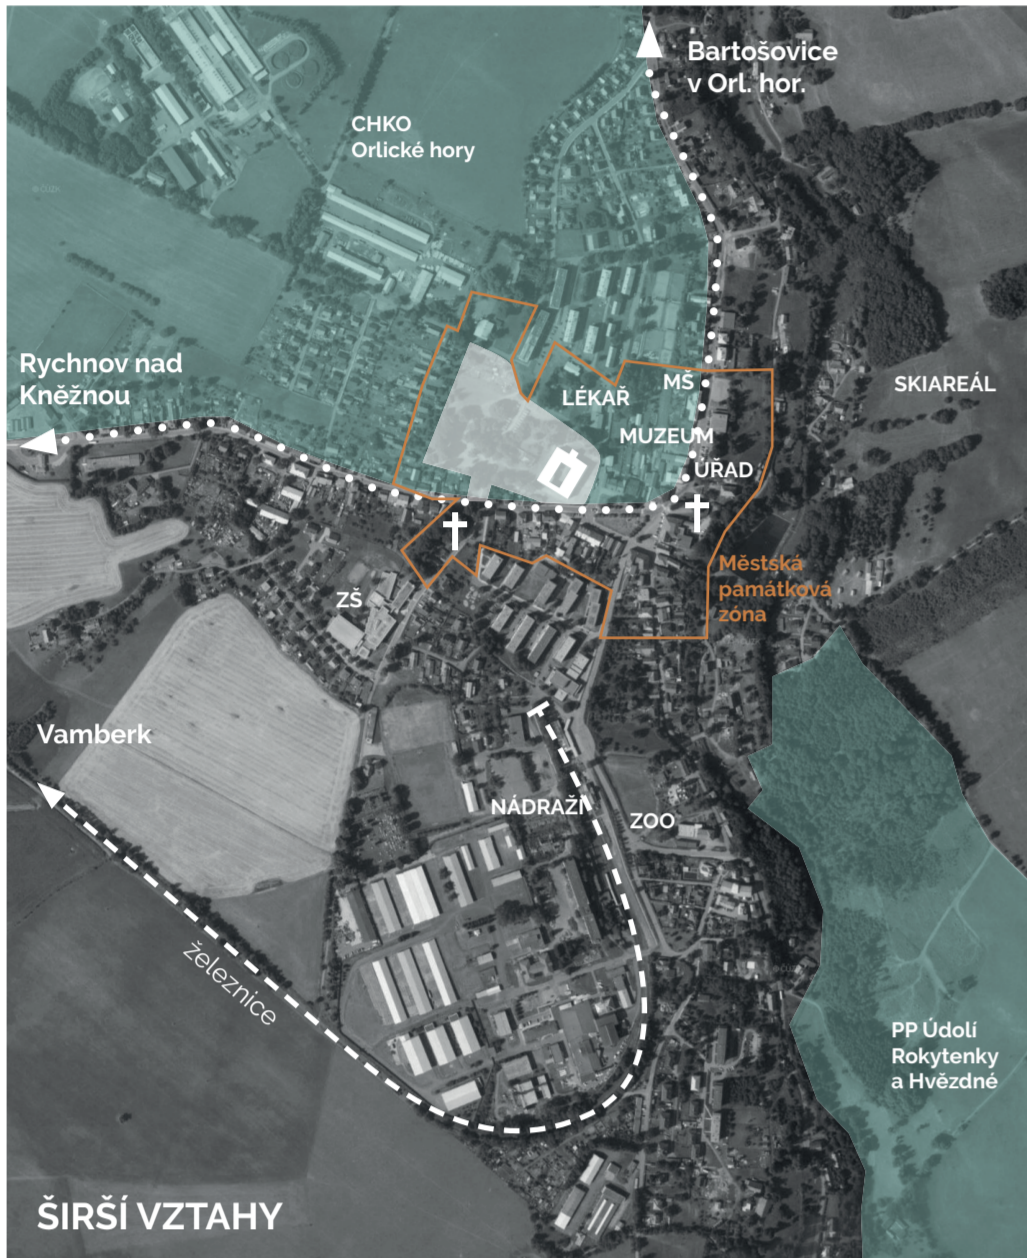 Bartošovice
v Orl. hor.
CHKO
Orlické hory
© ČÚZK
Rychnov nad
Kněžnou
MŠ
SKIAREÁL
LÉKAŘ
MUZEUM
ÚŘAD
Městská
památková
zóna
ZŠ
Vamberk
NÁDRAŽÍ
ZOO
železnice
PP Údolí
Rokytenky
a Hvězdné
ŠIRŠÍ VZTAHY